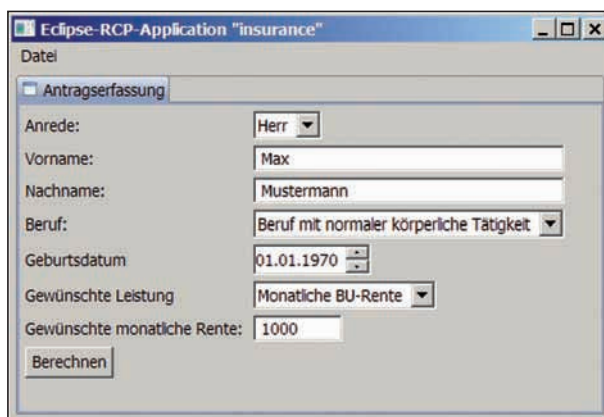 Eclipse-RCP-Application "insurance"
Datei
Antragserfassung
Anrede: Herr
Vorname: Max
Nachname: Mustermann
Beruf: Beruf mit normaler körperliche Tätigkeit
Geburtsdatum 01.01.1970
Gewünschte Leistung Monatliche BU-Rente
Gewünschte monatliche Rente: 1000
Berechnen